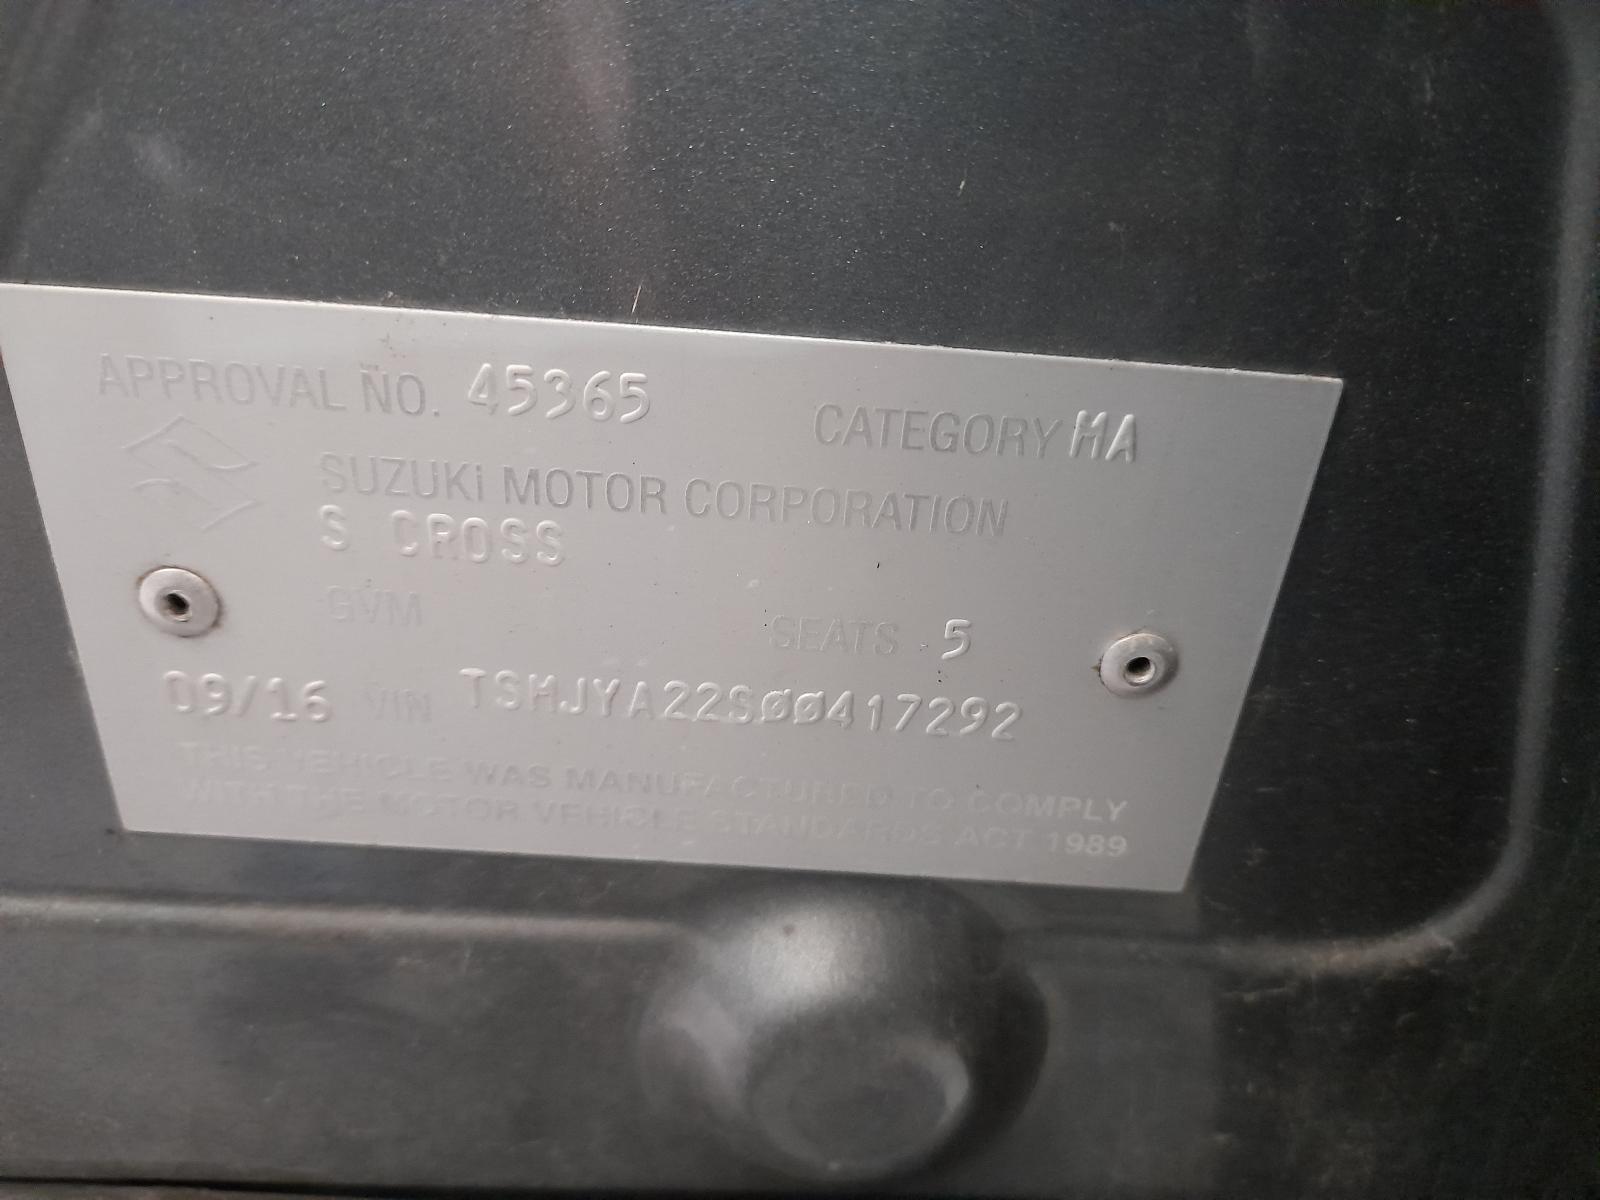 APPROVAL NO. 45365 CATEGORY MA
SUZUKI MOTOR CORPORATION
S CROSS
GVM SEATS 5
09/16 VIN TSMJYA22S00417292
THIS VEHICLE WAS MANUFACTURED TO COMPLY
WITH THE MOTOR VEHICLE STANDARDS ACT 1989